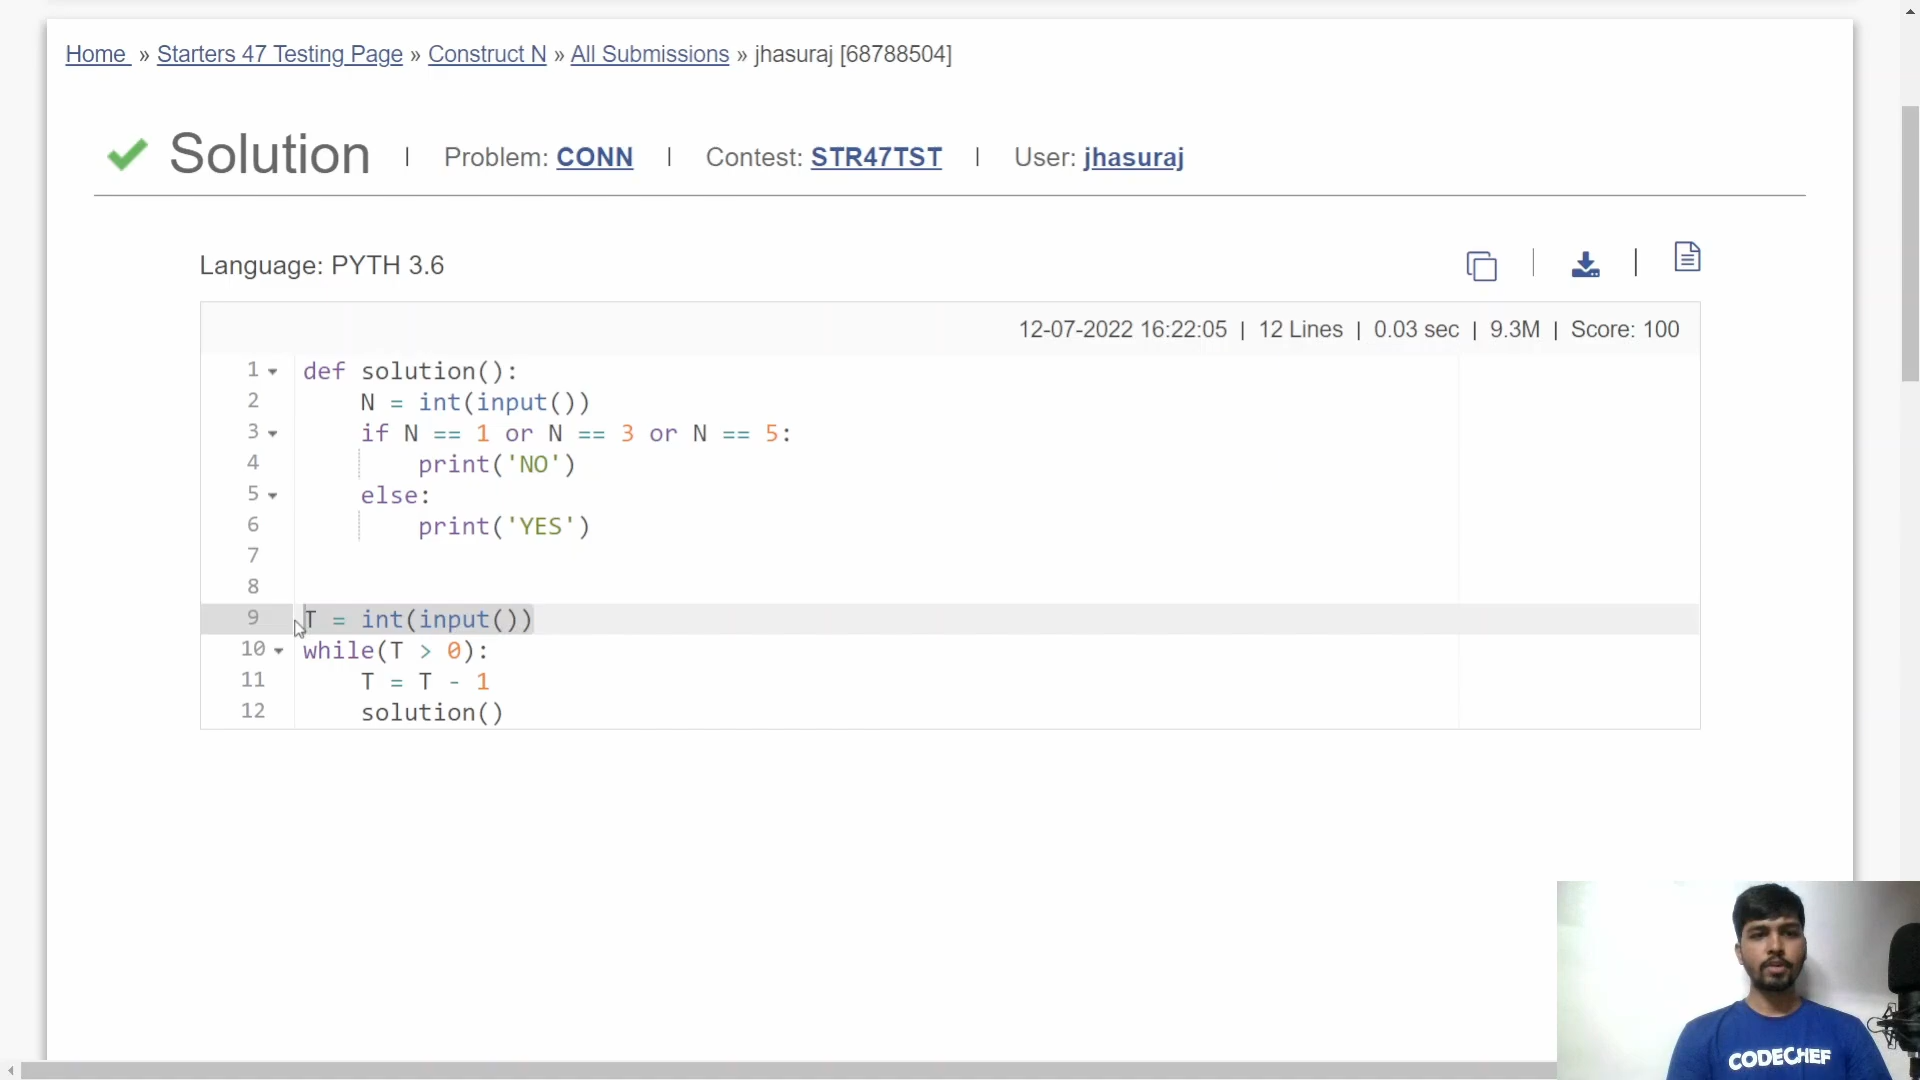 Home » Starters 47 Testing Page » Construct N » All Submissions » jhasuraj [68788504]
Solution | Problem: CONN | Contest: STR47TST | User: jhasuraj
Language: PYTH 3.6
12-07-2022 16:22:05 | 12 Lines | 0.03 sec | 9.3M | Score: 100
1 def solution():
2     N = int(input())
3     if N == 1 or N == 3 or N == 5:
4         print('NO')
5     else:
6         print('YES')
7
8
9 T = int(input())
10 while(T > 0):
11     T = T - 1
12     solution()
CODECHEF